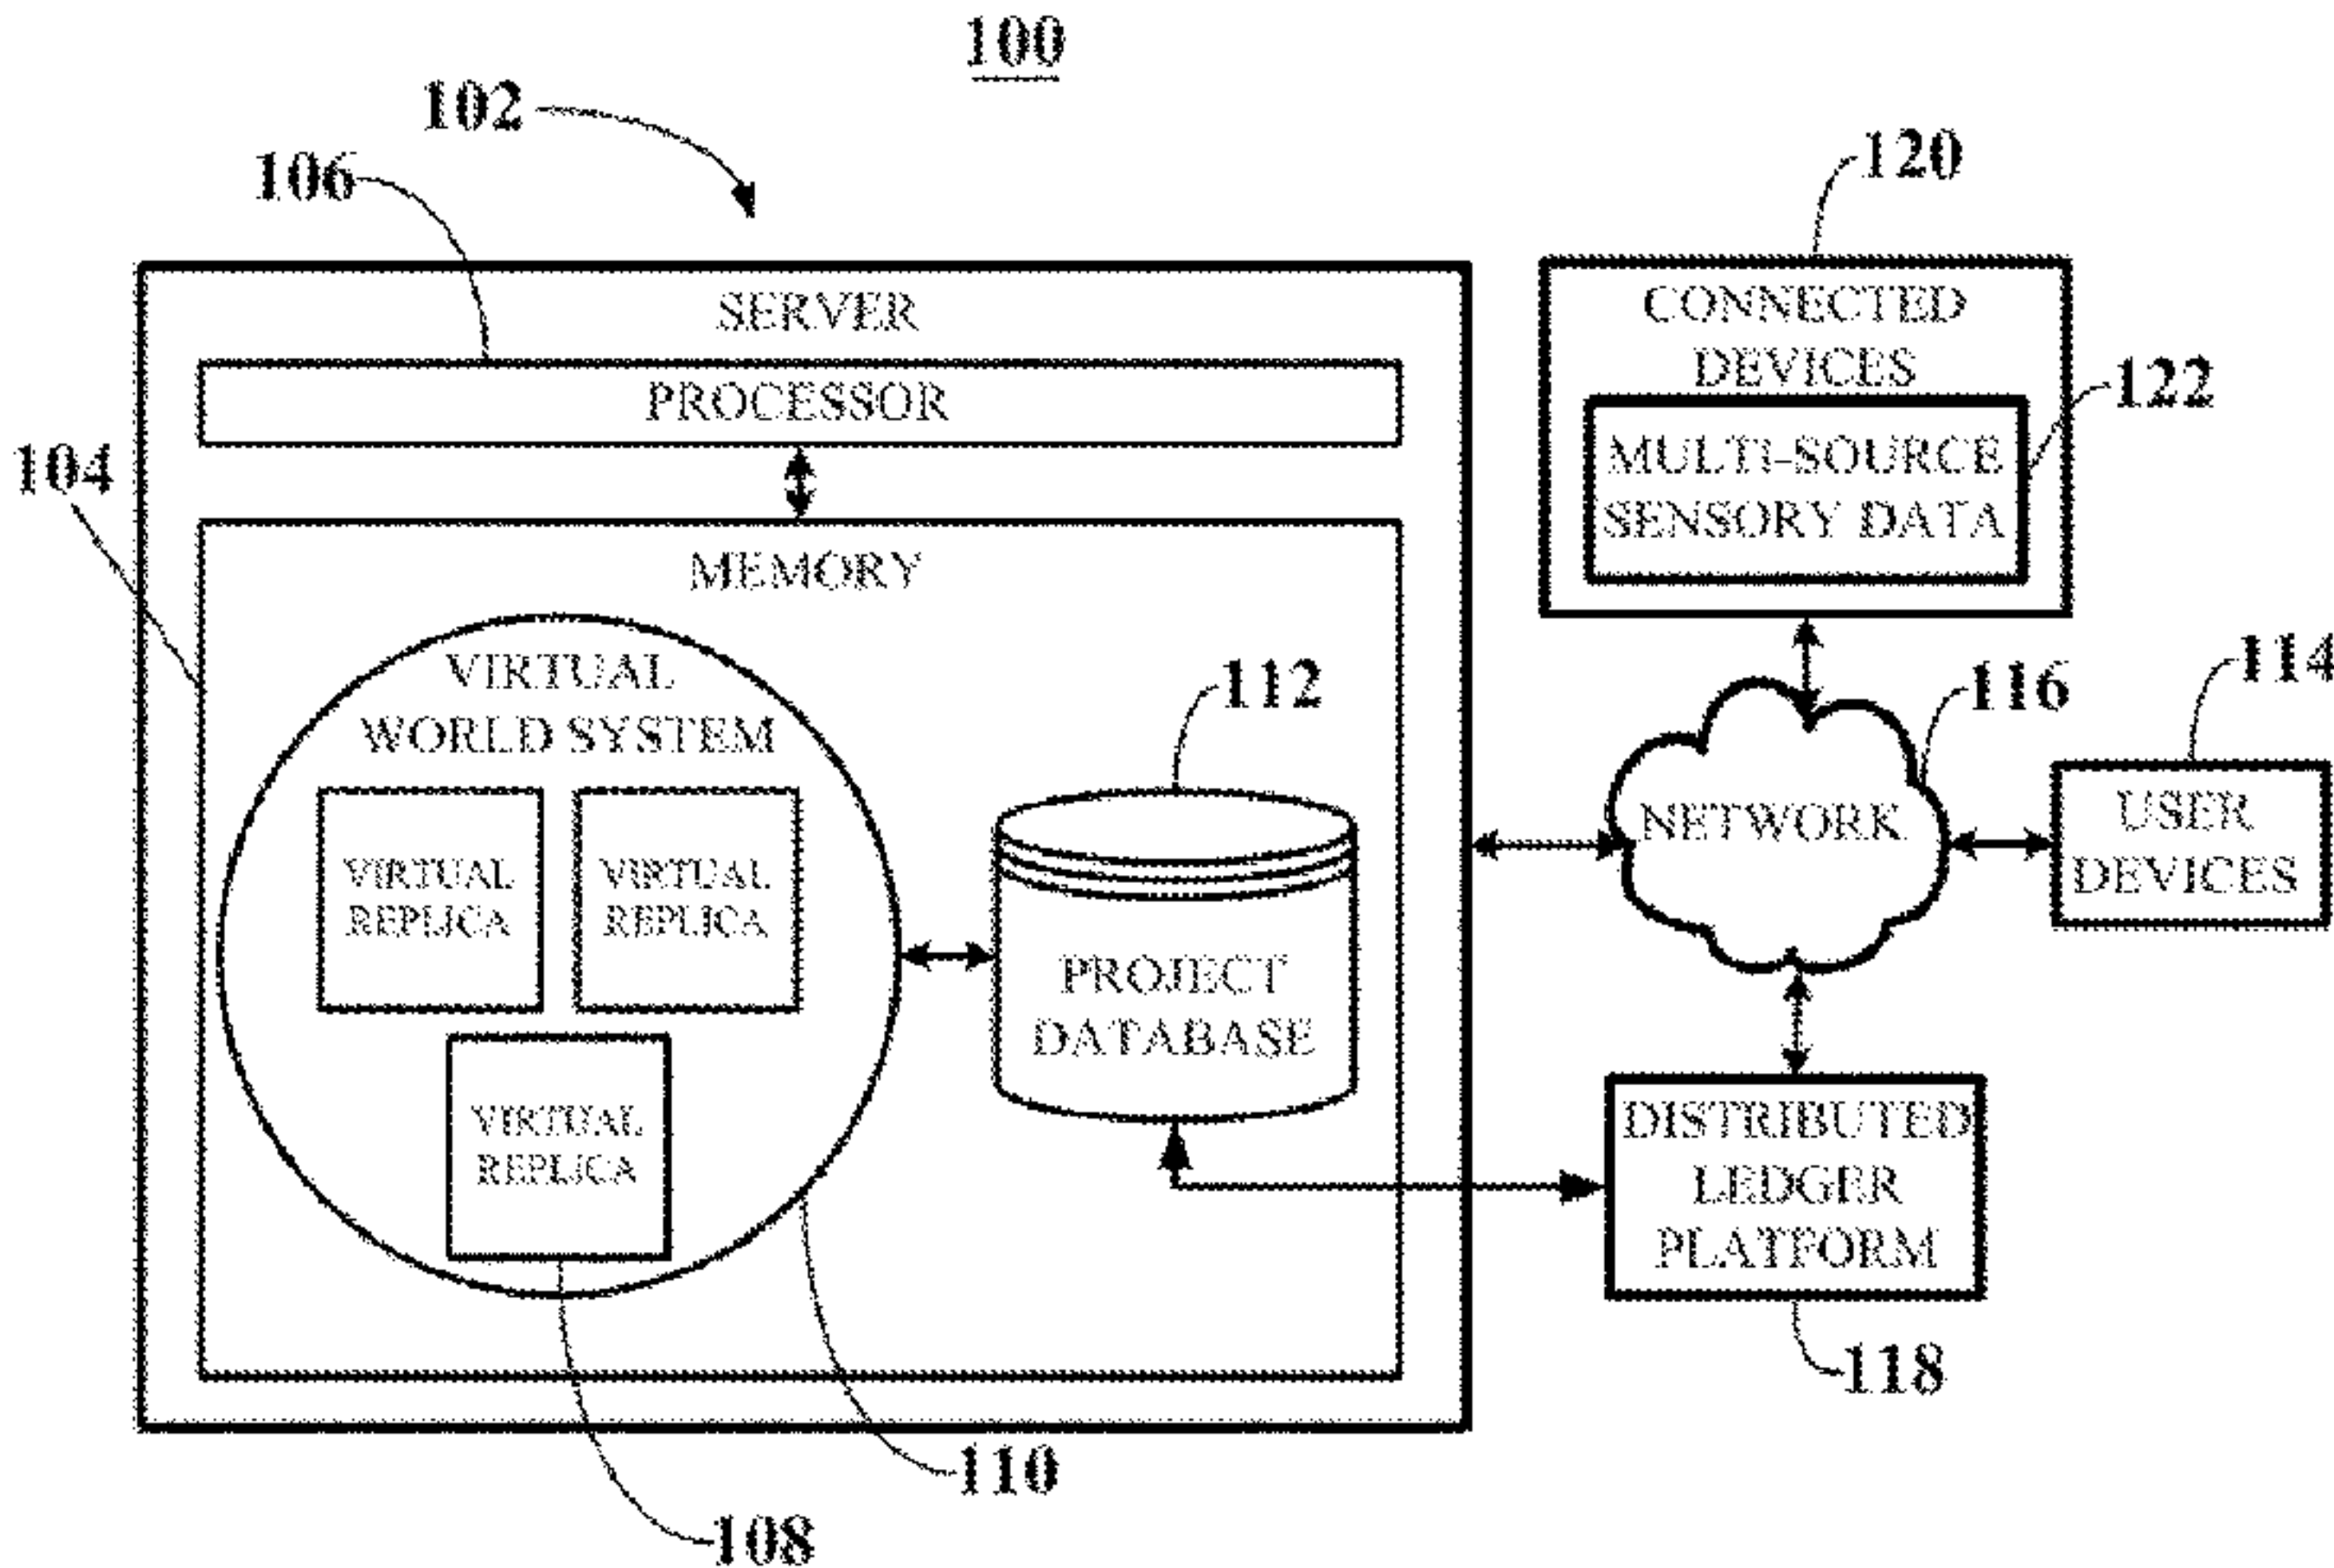 100
102
106
120
SERVER
CONNECTED
DEVICES
122
PROCESSOR
104
MULTI-SOURCE
SENSORY DATA
MEMORY
VIRTUAL
WORLD SYSTEM
112
116
114
VIRTUAL
REPLICA
VIRTUAL
REPLICA
NETWORK
USER
DEVICES
PROJECT
DATABASE
VIRTUAL
REPLICA
DISTRIBUTED
LEDGER
PLATFORM
118
110
108